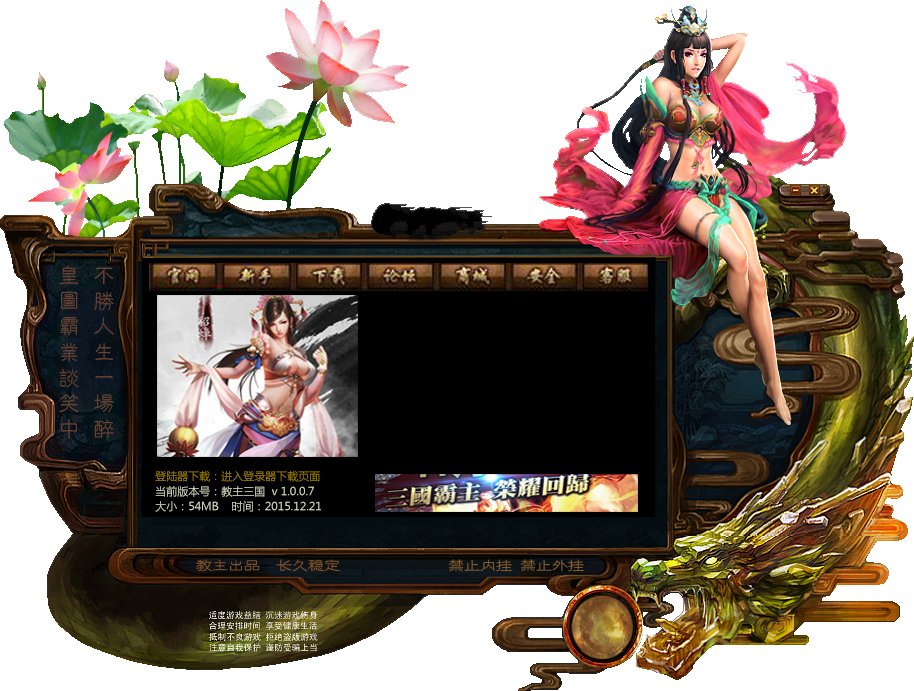 官网 新手 下载 论坛 商城 安全 客服
不勝人生一場醉
皇圖霸業談笑中
登陆器下载：进入登录器下载页面
当前版本号：教主三国 v 1.0.0.7
大小：54MB 时间：2015.12.21
三國霸主 榮耀回歸
教主出品 长久稳定 禁止内挂 禁止外挂
适度游戏益脑 沉迷游戏伤身
合理安排时间 享受健康生活
抵制不良游戏 拒绝盗版游戏
注意自我保护 谨防受骗上当